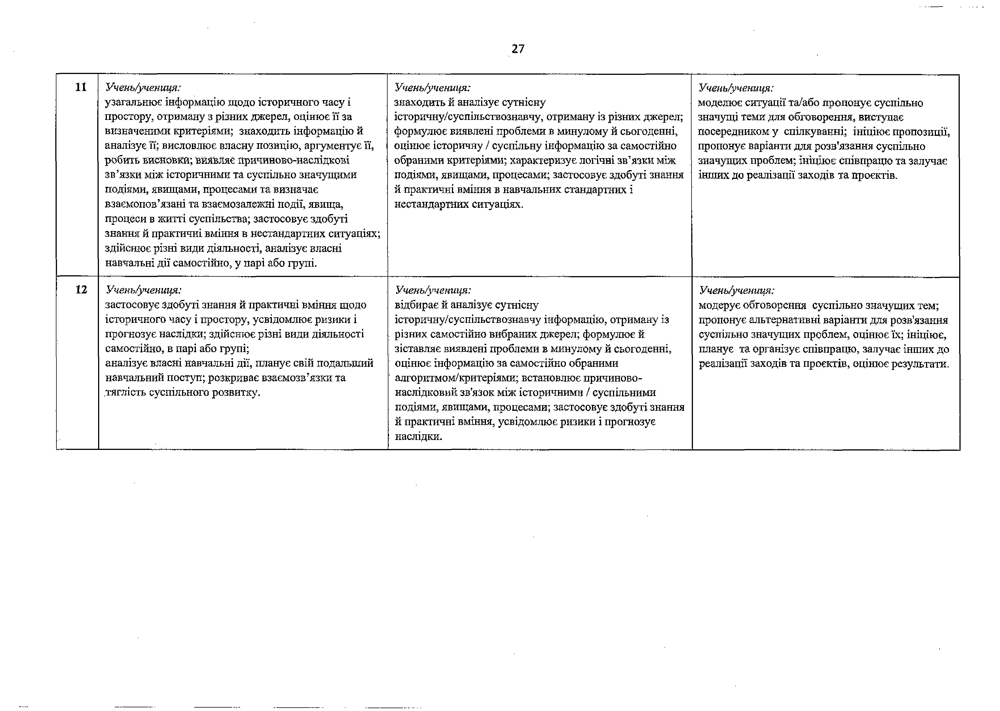 27
11
Учень/учениця:
узагальнює інформацію щодо історичного часу і
простору, отриману з різних джерел, оцінює її за
визначеними критеріями; знаходить інформацію й
аналізує її; висловлює власну позицію, аргументує її,
робить висновки; виявляє причиново-наслідкові
зв’язки між історичними та суспільно значущими
подіями, явищами, процесами та визначає
взаємопов’язані та взаємозалежні події, явища,
процеси в житті суспільства; застосовує здобуті
знання й практичні вміння в нестандартних ситуаціях;
здійснює різні види діяльності, аналізує власні
навчальні дії самостійно, у парі або групі.
Учень/учениця:
знаходить й аналізує сутнісну
історичну/суспільствознавчу, отриману із різних джерел;
формулює виявлені проблеми в минулому й сьогоденні,
оцінює історичну / суспільну інформацію за самостійно
обраними критеріями; характеризує логічні зв’язки між
подіями, явищами, процесами; застосовує здобуті знання
й практичні вміння в навчальних стандартних і
нестандартних ситуаціях.
Учень/учениця:
моделює ситуації та/або пропонує суспільно
значущі теми для обговорення, виступає
посередником у спілкуванні; ініціює пропозиції,
пропонує варіанти для розв'язання суспільно
значущих проблем; ініціює співпрацю та залучає
інших до реалізації заходів та проєктів.
12
Учень/учениця:
застосовує здобуті знання й практичні вміння щодо
історичного часу і простору, усвідомлює ризики і
прогнозує наслідки; здійснює різні види діяльності
самостійно, в парі або групі;
аналізує власні навчальні дії, планує свій подальший
навчальний поступ; розкриває взаємозв’язки та
тяглість суспільного розвитку.
Учень/учениця:
відбирає й аналізує сутнісну
історичну/суспільствознавчу інформацію, отриману із
різних самостійно вибраних джерел; формулює й
зіставляє виявлені проблеми в минулому й сьогоденні,
оцінює інформацію за самостійно обраними
алгоритмом/критеріями; встановлює причиново-
наслідковий зв'язок між історичними / суспільними
подіями, явищами, процесами; застосовує здобуті знання
й практичні вміння, усвідомлює ризики і прогнозує
наслідки.
Учень/учениця:
модерує обговорення суспільно значущих тем;
пропонує альтернативні варіанти для розв'язання
суспільно значущих проблем, оцінює їх; ініціює,
планує та організує співпрацю, залучає інших до
реалізації заходів та проєктів, оцінює результати.